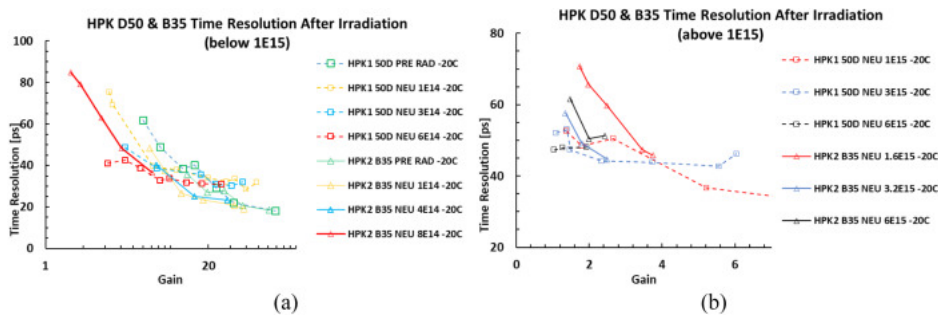 (a)
HPK D50 & B35 Time Resolution After Irradiation
(below 1E15)
Time Resolution [ps]
100
80
60
40
20
0
1
20
Gain
HPK1 50D PRE RAD -20C
HPK1 50D NEU 1E14 -20C
HPK1 50D NEU 3E14 -20C
HPK1 50D NEU 6E14 -20C
HPK2 B35 PRE RAD -20C
HPK2 B35 NEU 1E14 -20C
HPK2 B35 NEU 4E14 -20C
HPK2 B35 NEU 8E14 -20C
(a)
(b)
HPK D50 & B35 Time Resolution After Irradiation
(above 1E15)
Time Resolution [ps]
80
70
60
50
40
30
20
0
2
4
6
Gain
HPK1 50D NEU 1E15 -20C
HPK1 50D NEU 3E15 -20C
HPK1 50D NEU 6E15 -20C
HPK2 B35 NEU 1.6E15 -20C
HPK2 B35 NEU 3.2E15 -20C
HPK2 B35 NEU 6E15 -20C
(b)